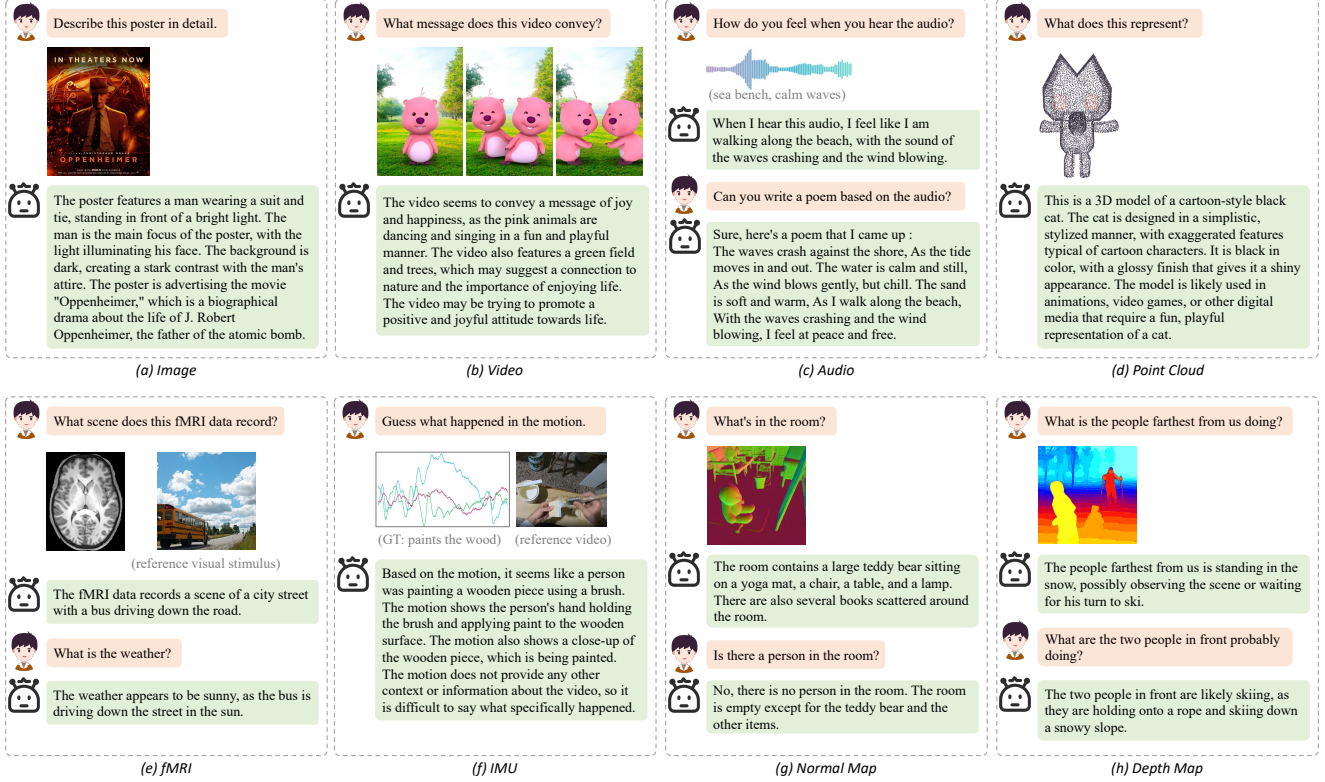 Describe this poster in detail.
IN THEATERS NOW
OPPENHEIMER
The poster features a man wearing a suit and
tie, standing in front of a bright light. The
man is the main focus of the poster, with the
light illuminating his face. The background is
dark, creating a stark contrast with the man's
attire. The poster is advertising the movie
"Oppenheimer," which is a biographical
drama about the life of J. Robert
Oppenheimer, the father of the atomic bomb.
(a) Image
What message does this video convey?
The video seems to convey a message of joy
and happiness, as the pink animals are
dancing and singing in a fun and playful
manner. The video also features a green field
and trees, which may suggest a connection to
nature and the importance of enjoying life.
The video may be trying to promote a
positive and joyful attitude towards life.
(b) Video
How do you feel when you hear the audio?
(sea bench, calm waves)
When I hear this audio, I feel like I am
walking along the beach, with the sound of
the waves crashing and the wind blowing.
Can you write a poem based on the audio?
Sure, here's a poem that I came up :
The waves crash against the shore, As the tide
moves in and out. The water is calm and still,
As the wind blows gently, but chill. The sand
is soft and warm, As I walk along the beach,
With the waves crashing and the wind
blowing, I feel at peace and free.
(c) Audio
What does this represent?
This is a 3D model of a cartoon-style black
cat. The cat is designed in a simplistic,
stylized manner, with exaggerated features
typical of cartoon characters. It is black in
color, with a glossy finish that gives it a shiny
appearance. The model is likely used in
animations, video games, or other digital
media that require a fun, playful
representation of a cat.
(d) Point Cloud
What scene does this fMRI data record?
(reference visual stimulus)
The fMRI data records a scene of a city street
with a bus driving down the road.
What is the weather?
The weather appears to be sunny, as the bus is
driving down the street in the sun.
(e) fMRI
Guess what happened in the motion.
(GT: paints the wood)
(reference video)
Based on the motion, it seems like a person
was painting a wooden piece using a brush.
The motion shows the person's hand holding
the brush and applying paint to the wooden
surface. The motion also shows a close-up of
the wooden piece, which is being painted.
The motion does not provide any other
context or information about the video, so it
is difficult to say what specifically happened.
(f) IMU
What's in the room?
The room contains a large teddy bear sitting
on a yoga mat, a chair, a table, and a lamp.
There are also several books scattered around
the room.
Is there a person in the room?
No, there is no person in the room. The room
is empty except for the teddy bear and the
other items.
(g) Normal Map
What is the people farthest from us doing?
The people farthest from us is standing in the
snow, possibly observing the scene or waiting
for his turn to ski.
What are the two people in front probably
doing?
The two people in front are likely skiing, as
they are holding onto a rope and skiing down
a snowy slope.
(h) Depth Map